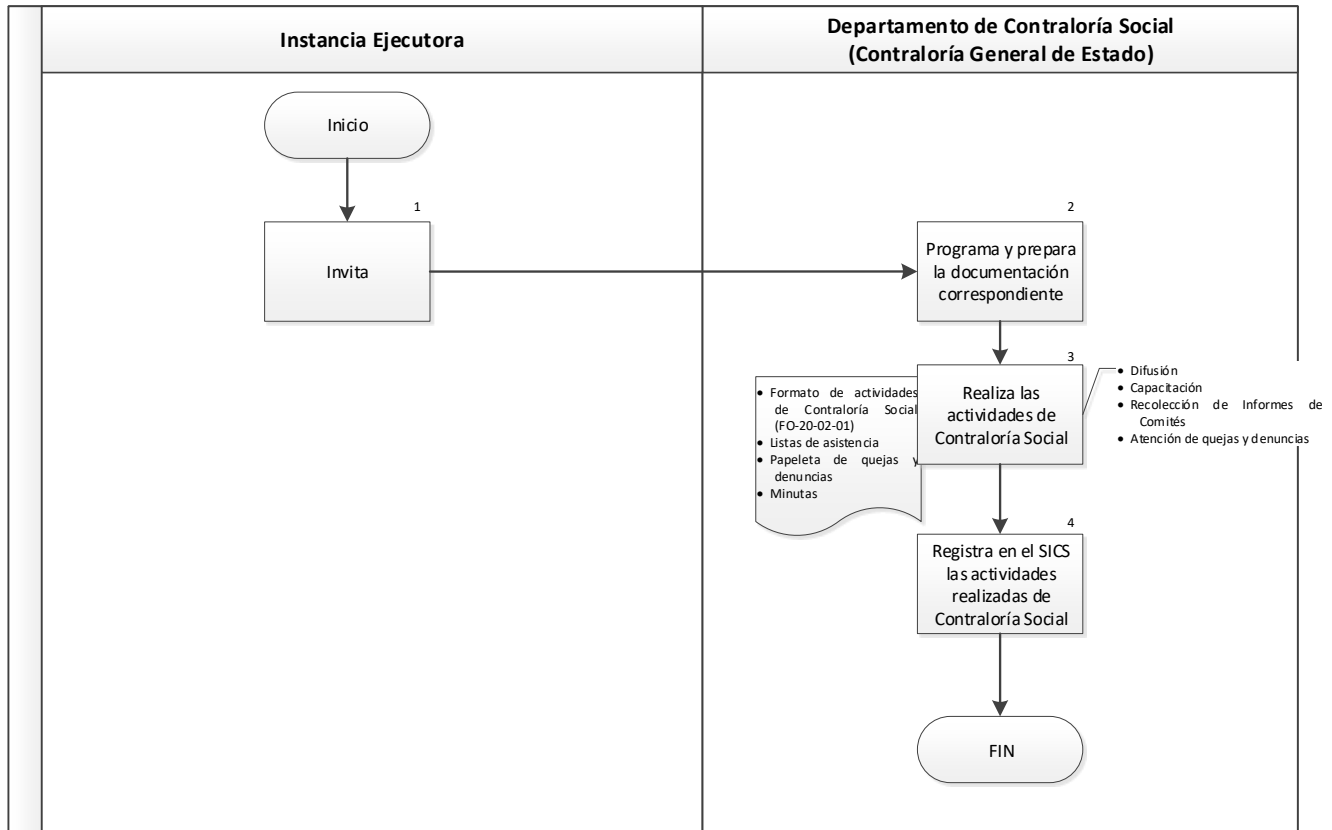 Instancia Ejecutora
Departamento de Contraloría Social
(Contraloría General de Estado)
Inicio
1
Invita
2
Programa y prepara
la documentación
correspondiente
3
Realiza las
actividades de
Contraloría Social
• Difusión
• Capacitación
• Recolección de Informes de
Comités
• Atención de quejas y denuncias
• Formato de actividades
de Contraloría Social
(FO-20-02-01)
• Listas de asistencia
• Papeleta de quejas y
denuncias
• Minutas
4
Registra en el SICS
las actividades
realizadas de
Contraloría Social
FIN